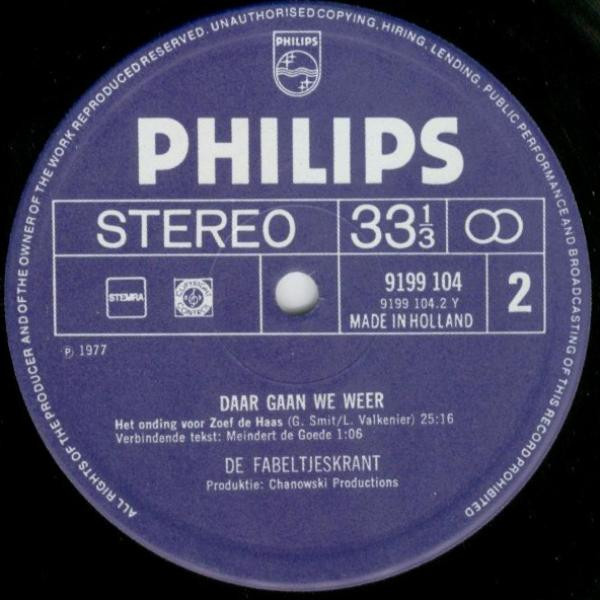 ALL RIGHTS OF THE PRODUCER AND OF THE OWNER OF THE WORK REPRODUCED RESERVED. UNAUTHORISED COPYING, HIRING, LENDING, PUBLIC PERFORMANCE AND BROADCASTING OF THIS RECORD PROHIBITED
PHILIPS
PHILIPS
STEREO 33⅓
STEMRA COPYRIGHT CONTROL 9199 104 2
9199 104.2 Y
MADE IN HOLLAND
℗ 1977
DAAR GAAN WE WEER
Het onding voor Zoef de Haas (G. Smit/L. Valkenier) 25:16
Verbindende tekst: Meindert de Goede 1:06
DE FABELTJESKRANT
Produktie: Chanowski Productions